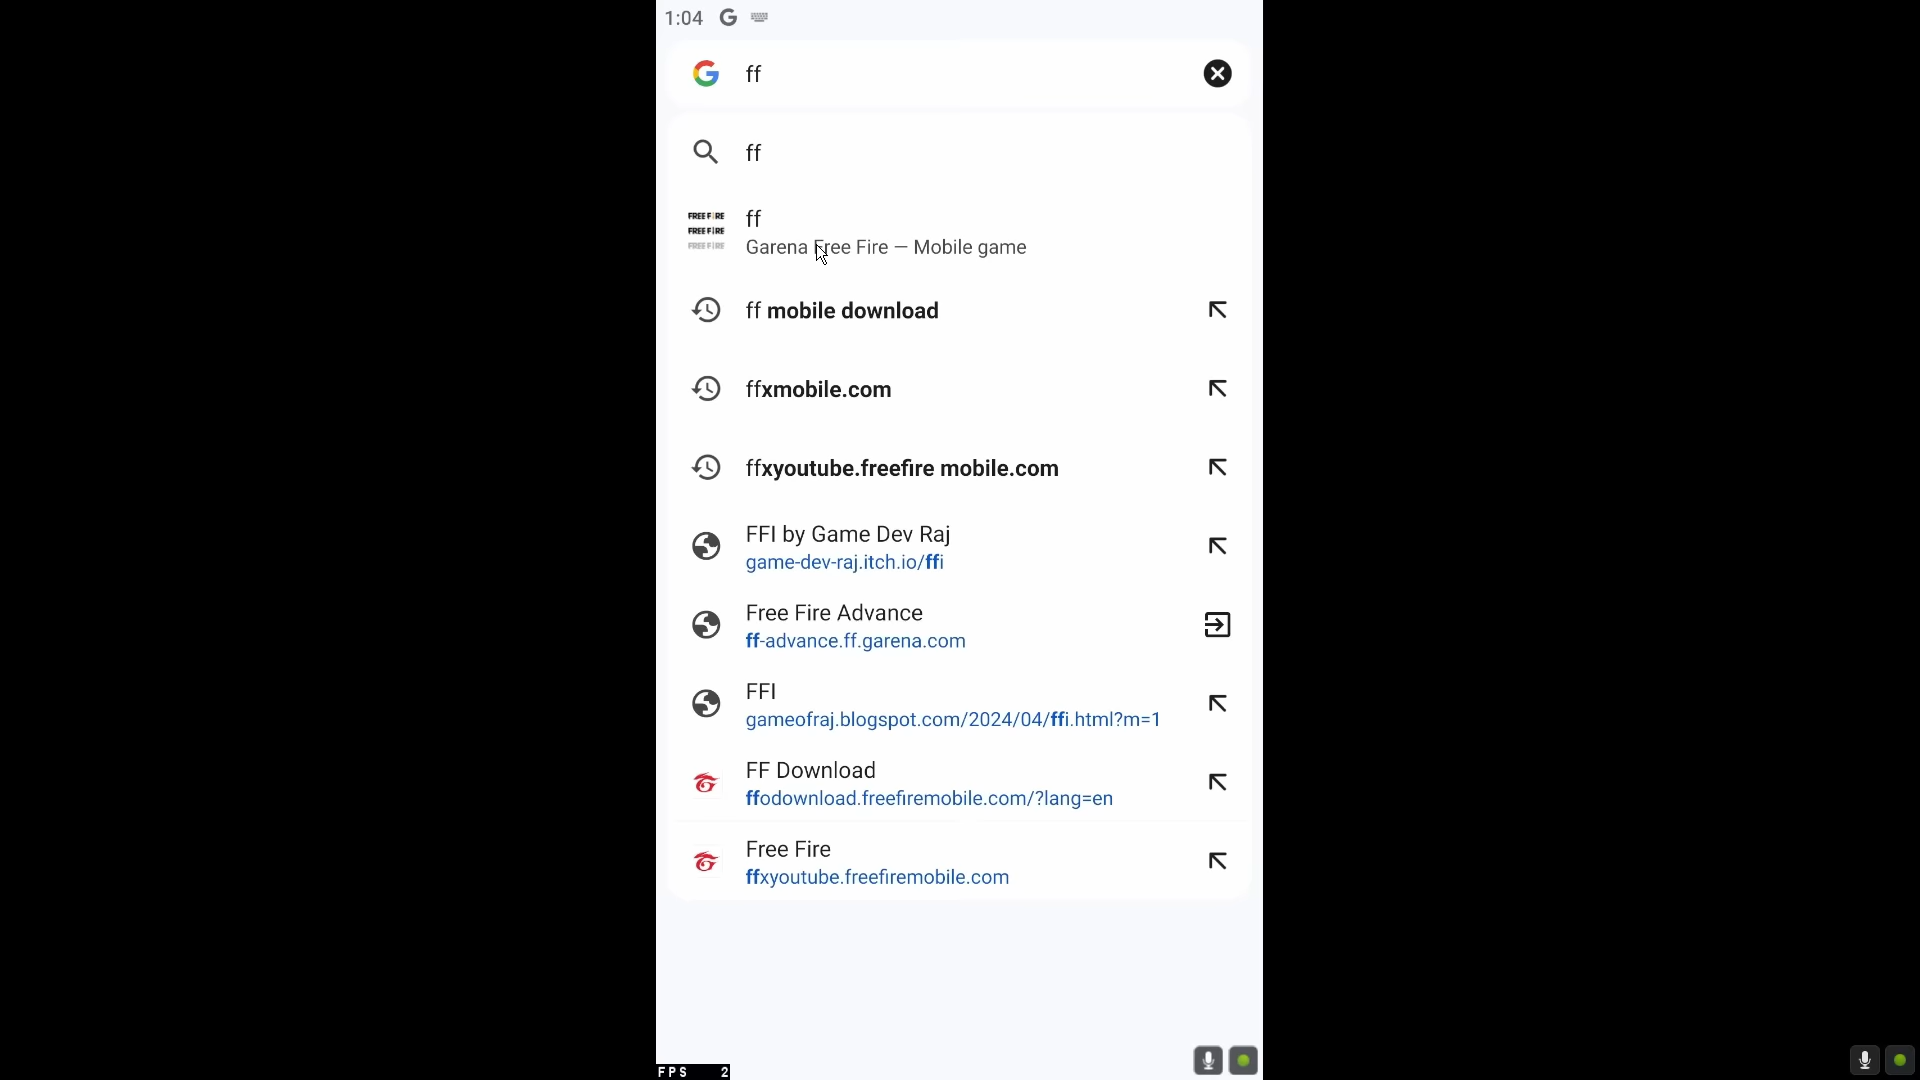 1:04
ff
ff
FREE FIRE
FREE FIRE
FREE FIRE
ff
Garena Free Fire — Mobile game
ff mobile download
ffxmobile.com
ffxyoutube.freefire mobile.com
FFI by Game Dev Raj
game-dev-raj.itch.io/ffi
Free Fire Advance
ff-advance.ff.garena.com
FFI
gameofraj.blogspot.com/2024/04/ffi.html?m=1
FF Download
ffodownload.freefiremobile.com/?lang=en
Free Fire
ffxyoutube.freefiremobile.com
FPS 2